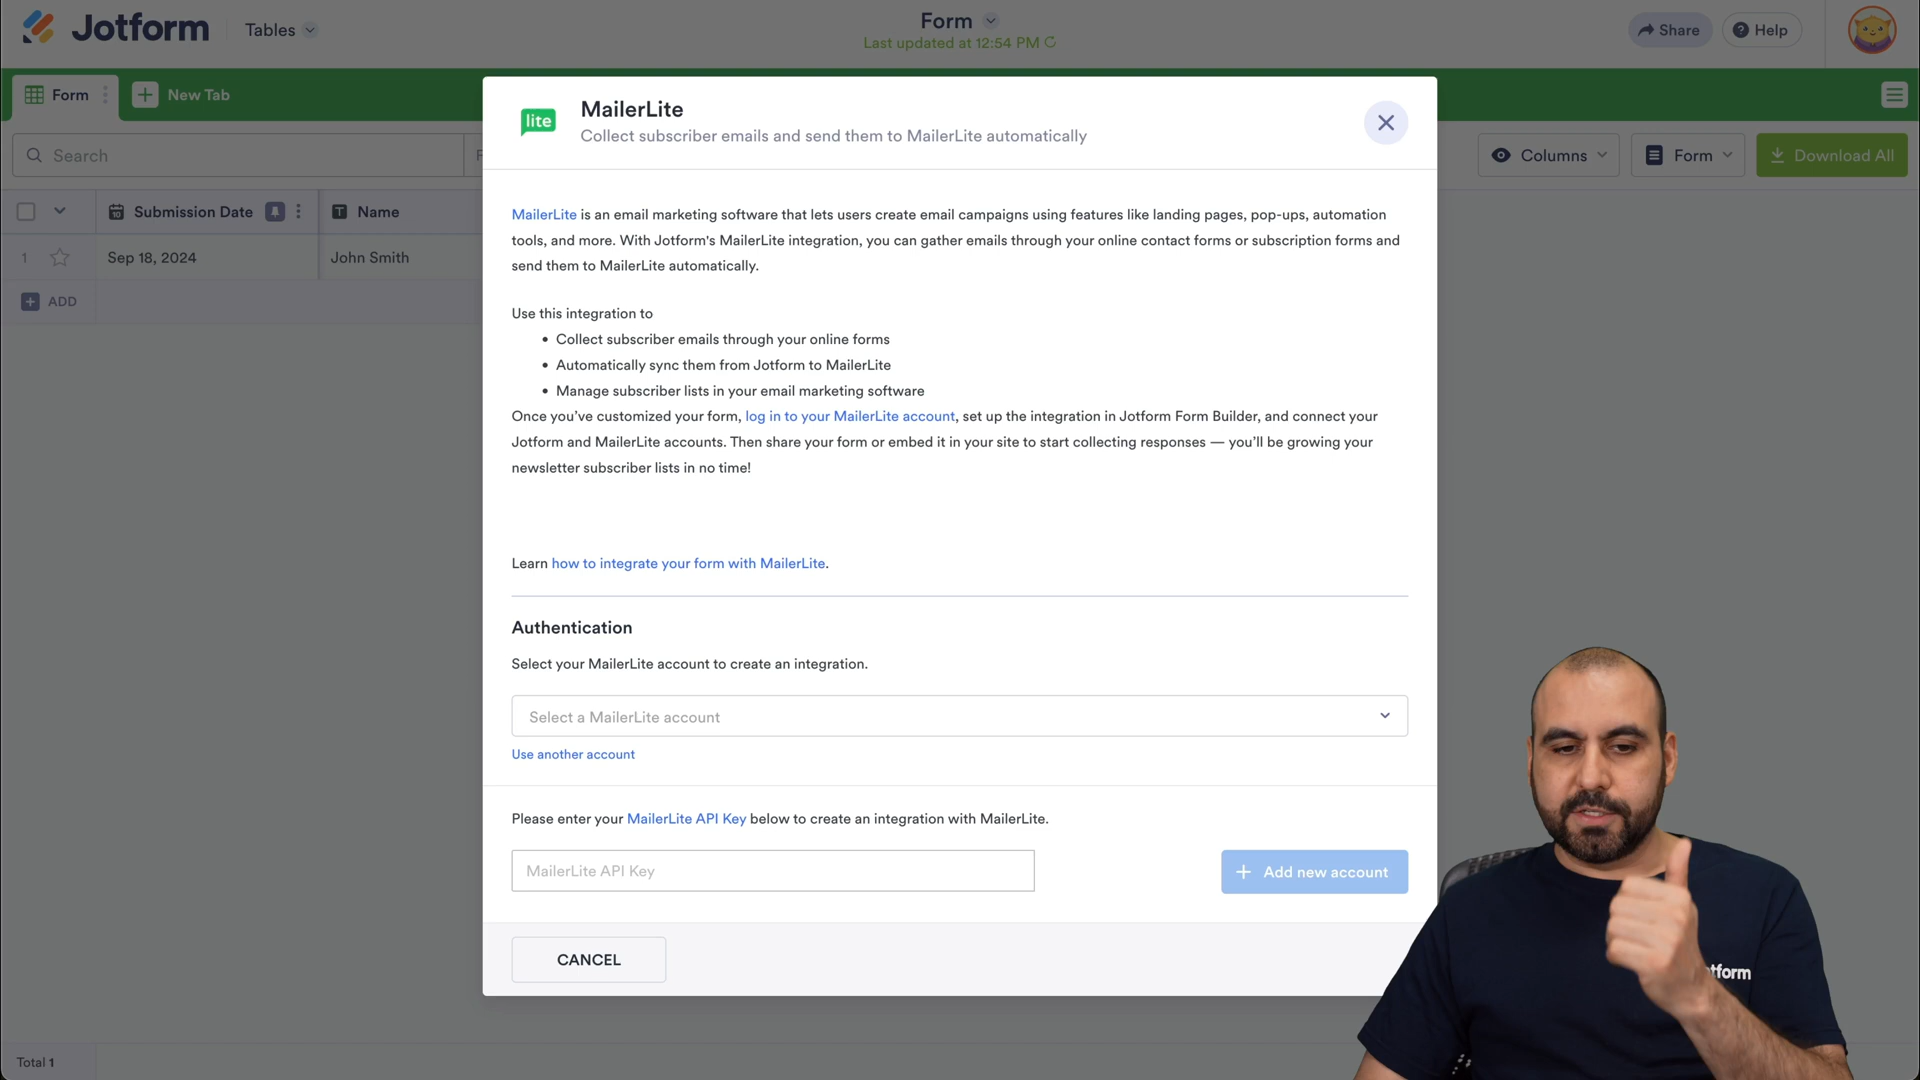 Jotform
Tables
Form
Last updated at 12:54 PM
Share
Help
Form
New Tab
Search
Columns
Form
Download All
Submission Date
Name
1
Sep 18, 2024
John Smith
ADD
lite
MailerLite
Collect subscriber emails and send them to MailerLite automatically
MailerLite is an email marketing software that lets users create email campaigns using features like landing pages, pop-ups, automation
tools, and more. With Jotform's MailerLite integration, you can gather emails through your online contact forms or subscription forms and
send them to MailerLite automatically.
Use this integration to
• Collect subscriber emails through your online forms
• Automatically sync them from Jotform to MailerLite
• Manage subscriber lists in your email marketing software
Once you’ve customized your form, log in to your MailerLite account, set up the integration in Jotform Form Builder, and connect your
Jotform and MailerLite accounts. Then share your form or embed it in your site to start collecting responses — you’ll be growing your
newsletter subscriber lists in no time!
Learn how to integrate your form with MailerLite.
Authentication
Select your MailerLite account to create an integration.
Select a MailerLite account
Use another account
Please enter your MailerLite API Key below to create an integration with MailerLite.
MailerLite API Key
Add new account
CANCEL
Total 1